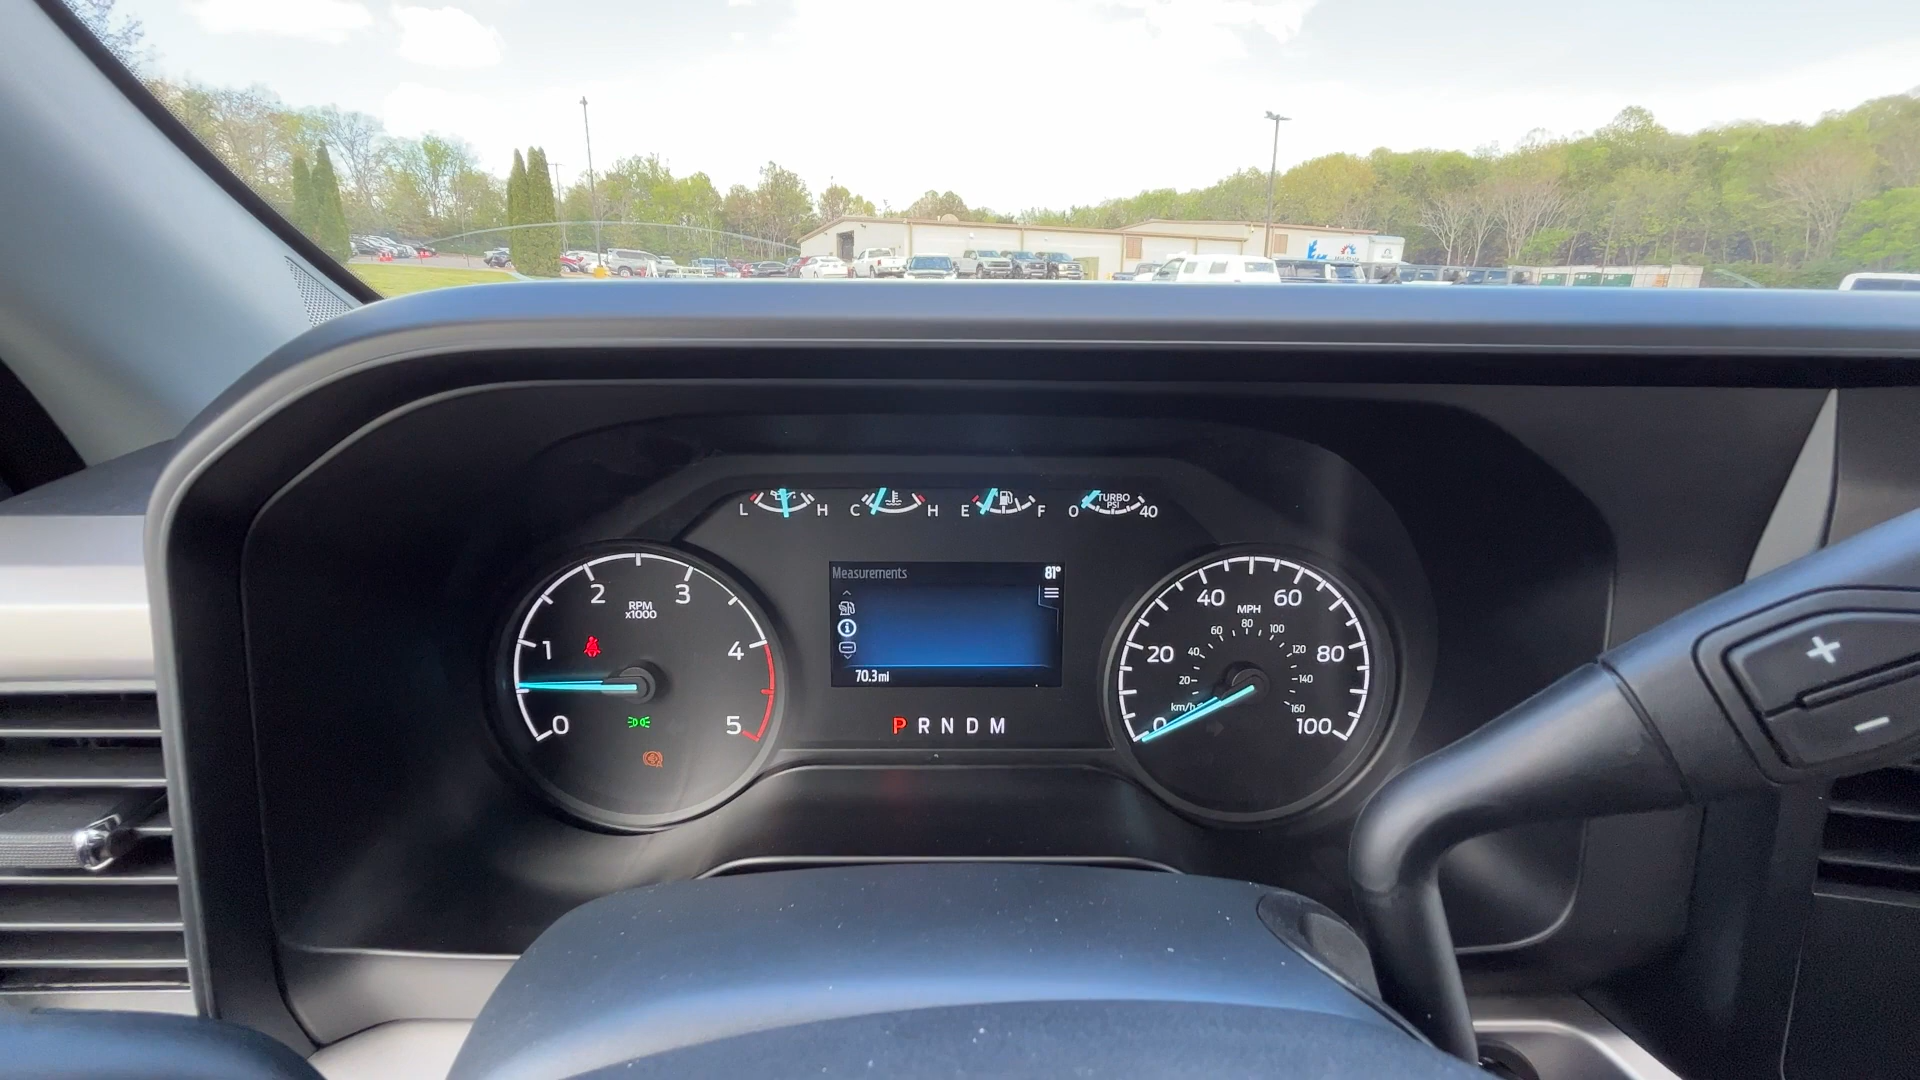 L H C H E F 0 TURBO PSI 40
Measurements 81°
70.3 mi
P R N D M
0 1 2 3 4 5
RPM
x1000
0 20 40 60 80 100
MPH
km/h
20 40 60 80 100 120 140 160
+
-